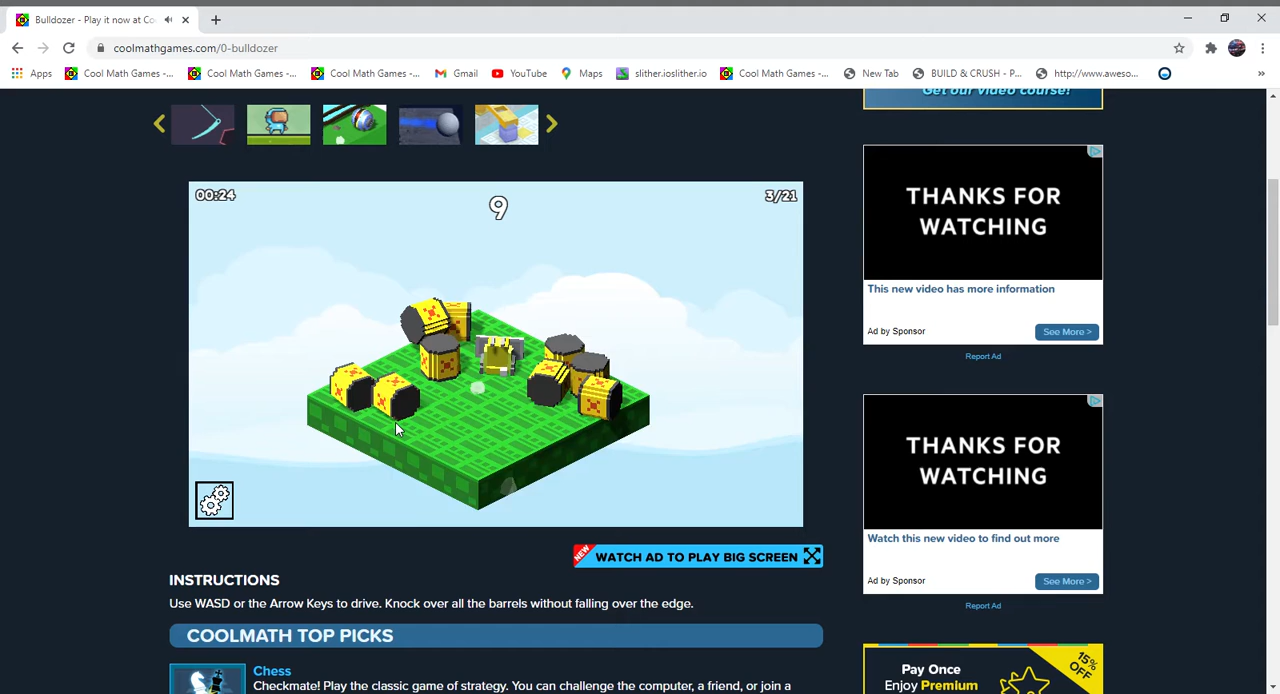 Bulldozer - Play it now at Co
coolmathgames.com/0-bulldozer
Apps
Cool Math Games -...
Cool Math Games -...
Cool Math Games -...
Gmail
YouTube
Maps
slither.ioslither.io
Cool Math Games -...
New Tab
BUILD & CRUSH - P...
http://www.aweso...
Get our video course!
00:24
9
3/21
THANKS FOR
WATCHING
This new video has more information
Ad by Sponsor
See More >
Report Ad
THANKS FOR
WATCHING
Watch this new video to find out more
Ad by Sponsor
See More >
Report Ad
NEW
WATCH AD TO PLAY BIG SCREEN
INSTRUCTIONS
Use WASD or the Arrow Keys to drive. Knock over all the barrels without falling over the edge.
COOLMATH TOP PICKS
Chess
Checkmate! Play the classic game of strategy. You can challenge the computer, a friend, or join a
Pay Once
Enjoy Premium
15%
OFF